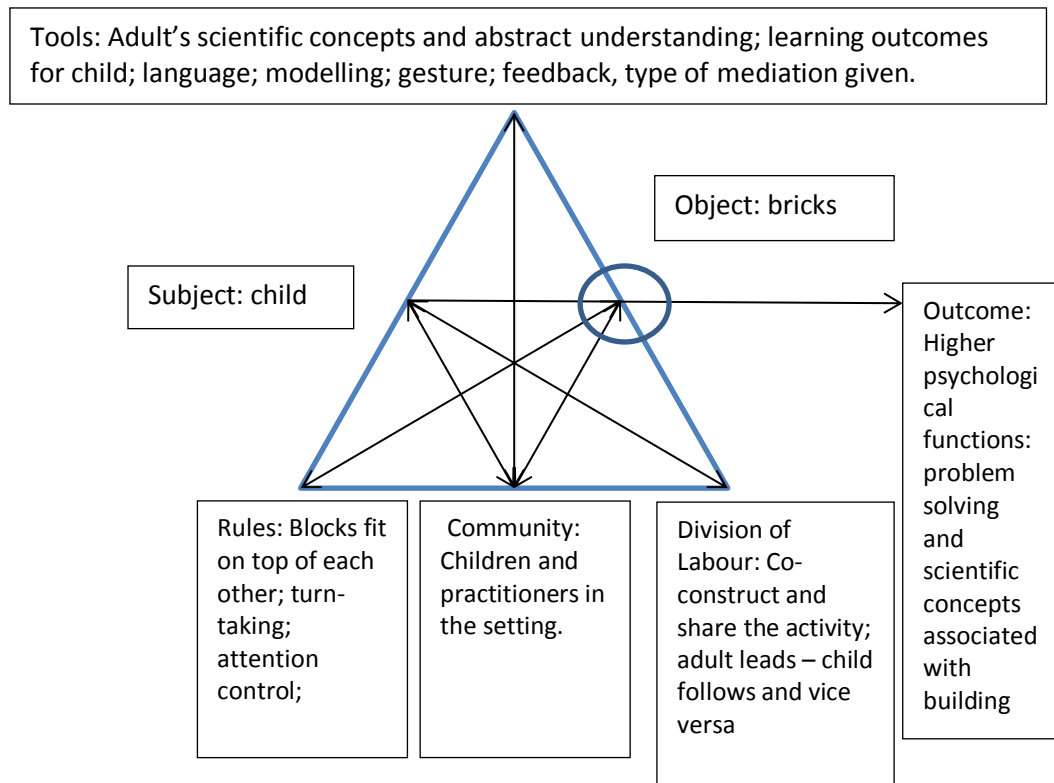 Tools: Adult's scientific concepts and abstract understanding; learning outcomes
for child; language; modelling; gesture; feedback, type of mediation given.
Object: bricks
Subject: child
Outcome:
Higher
psychologi
cal
functions:
problem
solving
and
scientific
concepts
associated
with
building
Rules: Blocks fit
on top of each
other; turn-
taking;
attention
control;
Community:
Children and
practitioners in
the setting.
Division of
Labour: Co-
construct and
share the activity;
adult leads – child
follows and vice
versa